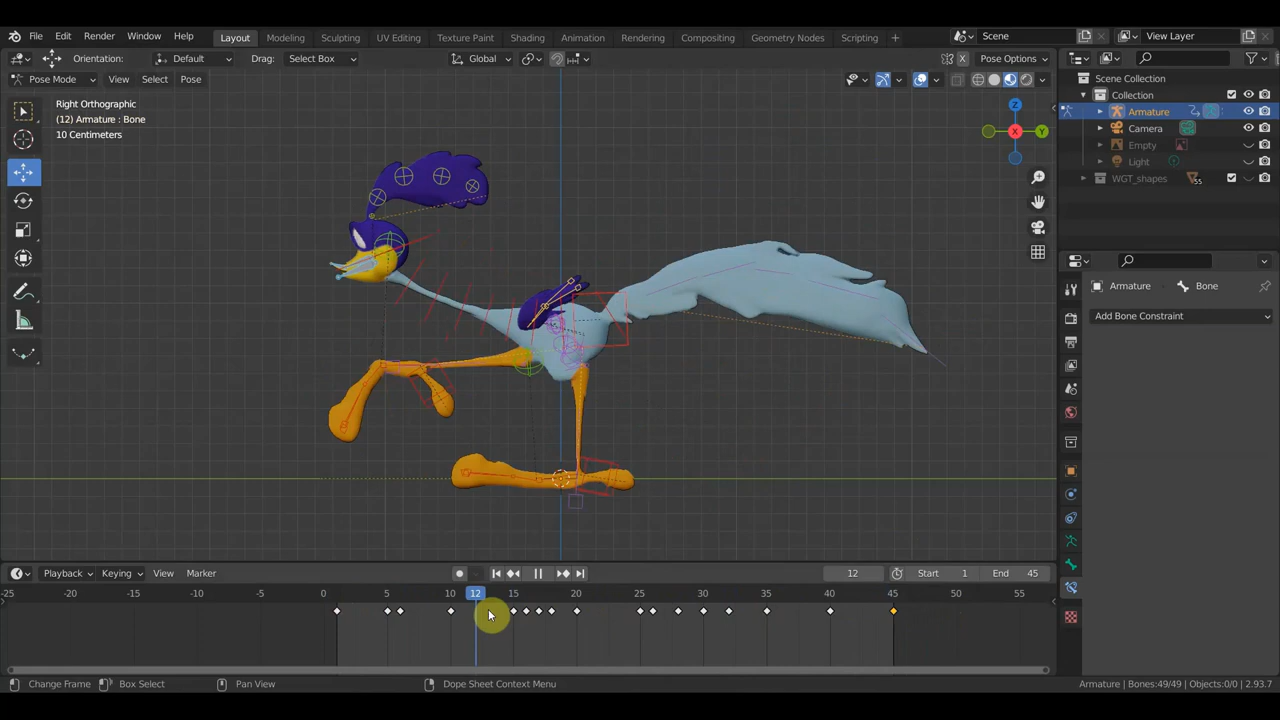 File Edit Render Window Help Layout Modeling Sculpting UV Editing Texture Paint Shading Animation Rendering Compositing Geometry Nodes Scripting + Scene View Layer
Orientation: Default Drag: Select Box Global Pose Options
Pose Mode View Select Pose
Right Orthographic
(12) Armature : Bone
10 Centimeters
Z
X
Y
Scene Collection
Collection
Armature
Camera
Empty
Light
WGT_shapes 55
Armature Bone
Add Bone Constraint
Playback Keying View Marker 12 Start 1 End 45
-25 -20 -15 -10 -5 0 5 10 12 15 20 25 30 35 40 45 50 55
Change Frame Box Select Pan View Dope Sheet Context Menu Armature | Bones:49/49 | Objects:0/0 | 2.93.7